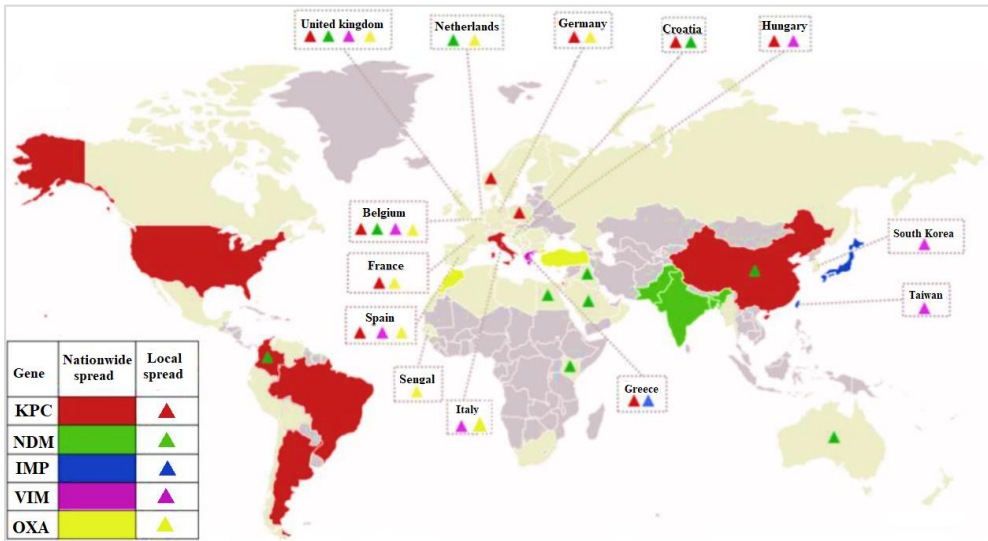 United kingdom
Netherlands
Germany
Croatia
Hungary
Belgium
South Korea
France
Taiwan
Spain
Sengal
Italy
Greece
Gene
Nationwide
spread
Local
spread
KPC
NDM
IMP
VIM
OXA